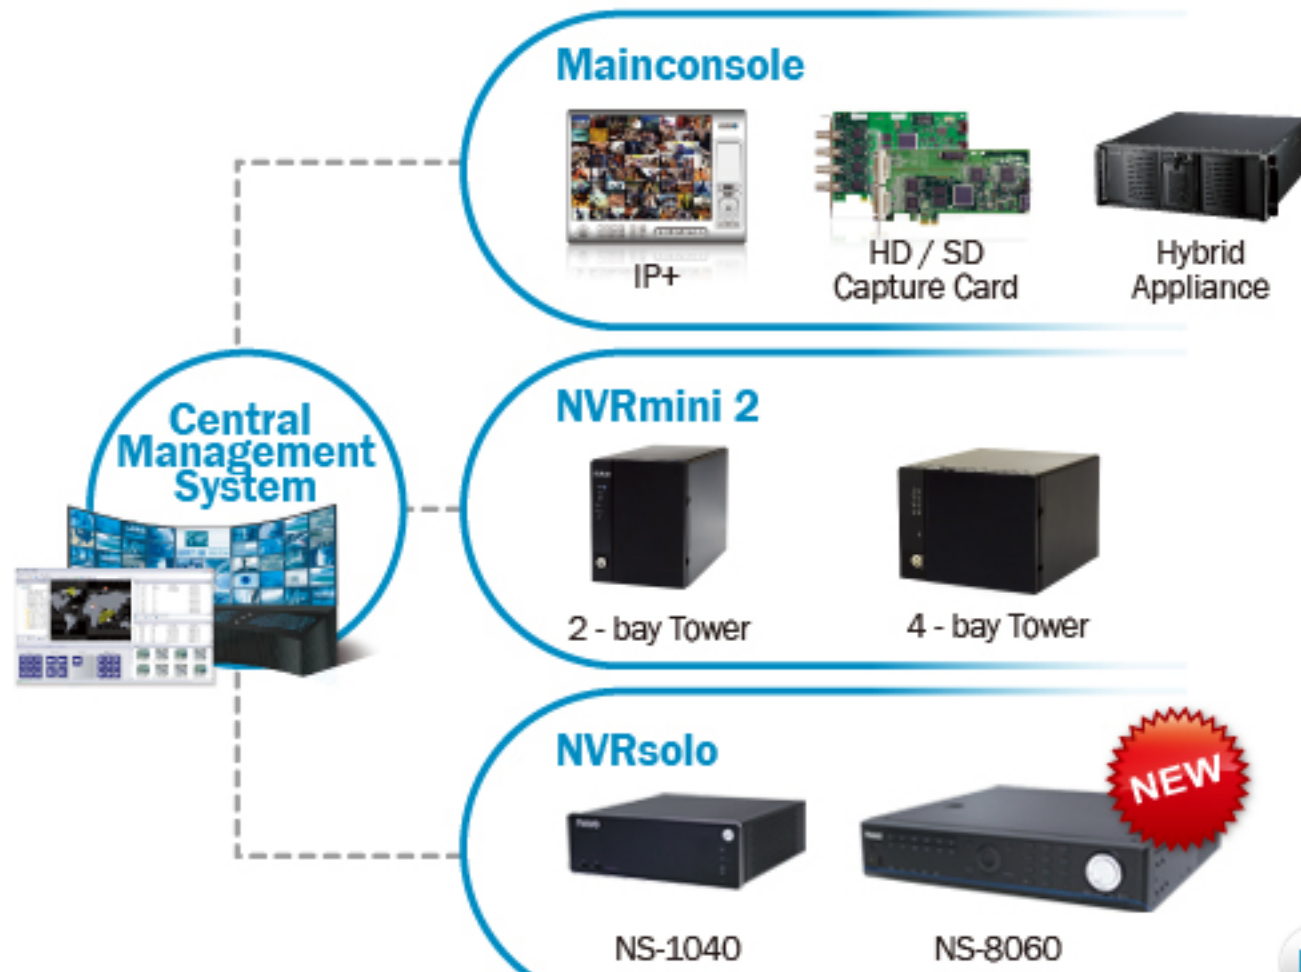 Mainconsole
IP+
HD / SD
Capture Card
Hybrid
Appliance
Central
Management
System
NVRmini 2
2 - bay Tower
4 - bay Tower
NVRsolo
NEW
NS-1040
NS-8060